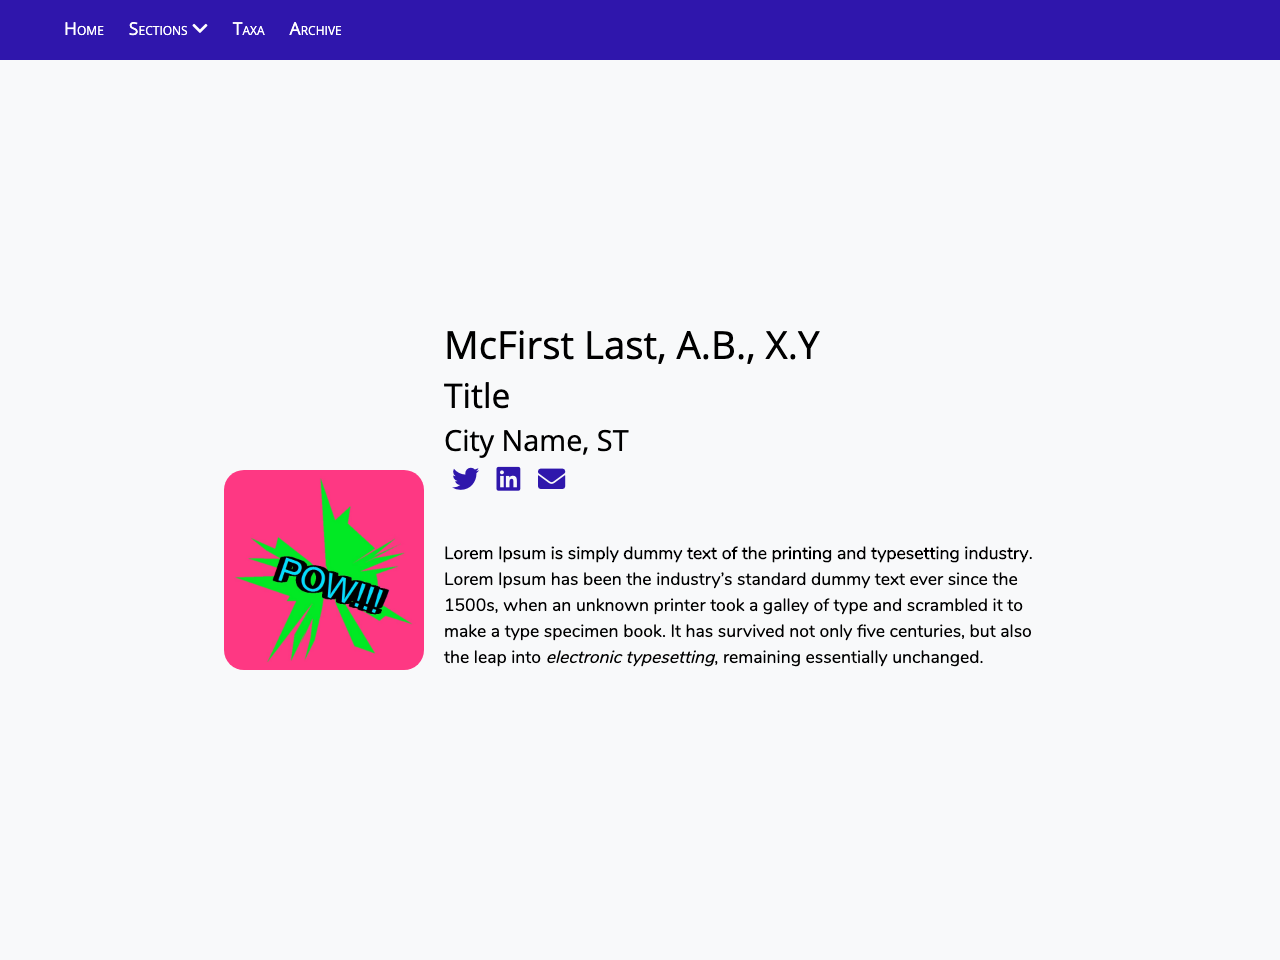 Home Sections Taxa Archive
McFirst Last, A.B., X.Y
Title
City Name, ST
POW!!!
Lorem Ipsum is simply dummy text of the printing and typesetting industry.
Lorem Ipsum has been the industry’s standard dummy text ever since the
1500s, when an unknown printer took a galley of type and scrambled it to
make a type specimen book. It has survived not only five centuries, but also
the leap into electronic typesetting, remaining essentially unchanged.